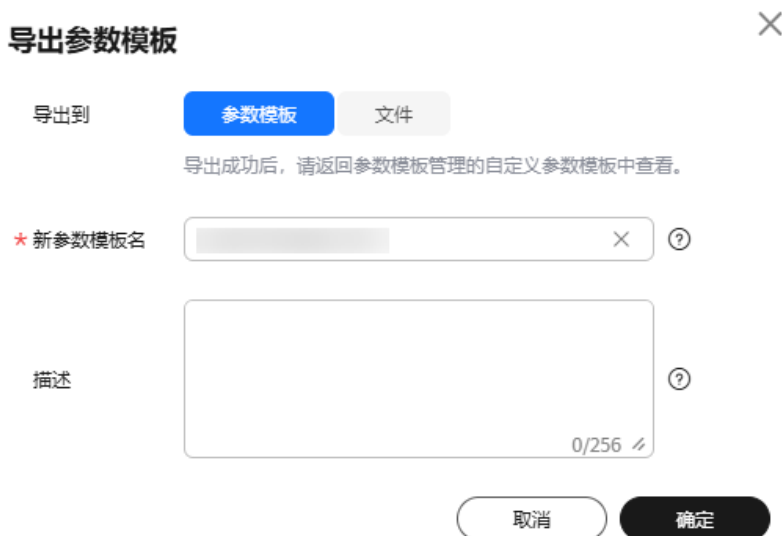 导出参数模板
导出到 参数模板 文件
导出成功后，请返回参数模板管理的自定义参数模板中查看。
* 新参数模板名
描述
0/256
取消 确定